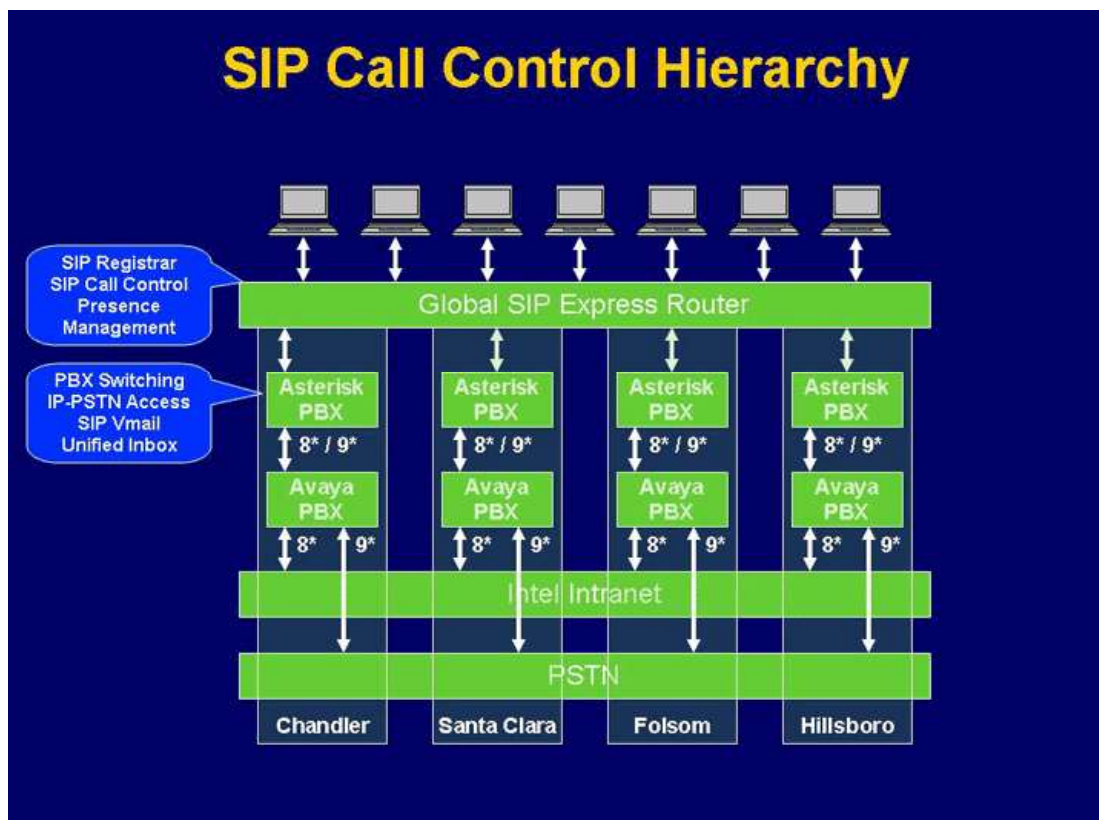 SIP Call Control Hierarchy
SIP Registrar
SIP Call Control
Presence
Management
Global SIP Express Router
PBX Switching
IP-PSTN Access
SIP Vmail
Unified Inbox
Asterisk
PBX
Asterisk
PBX
Asterisk
PBX
Asterisk
PBX
8* / 9*
8* / 9*
8* / 9*
8* / 9*
Avaya
PBX
Avaya
PBX
Avaya
PBX
Avaya
PBX
8* 9*
8* 9*
8* 9*
8* 9*
Intel Intranet
PSTN
Chandler
Santa Clara
Folsom
Hillsboro